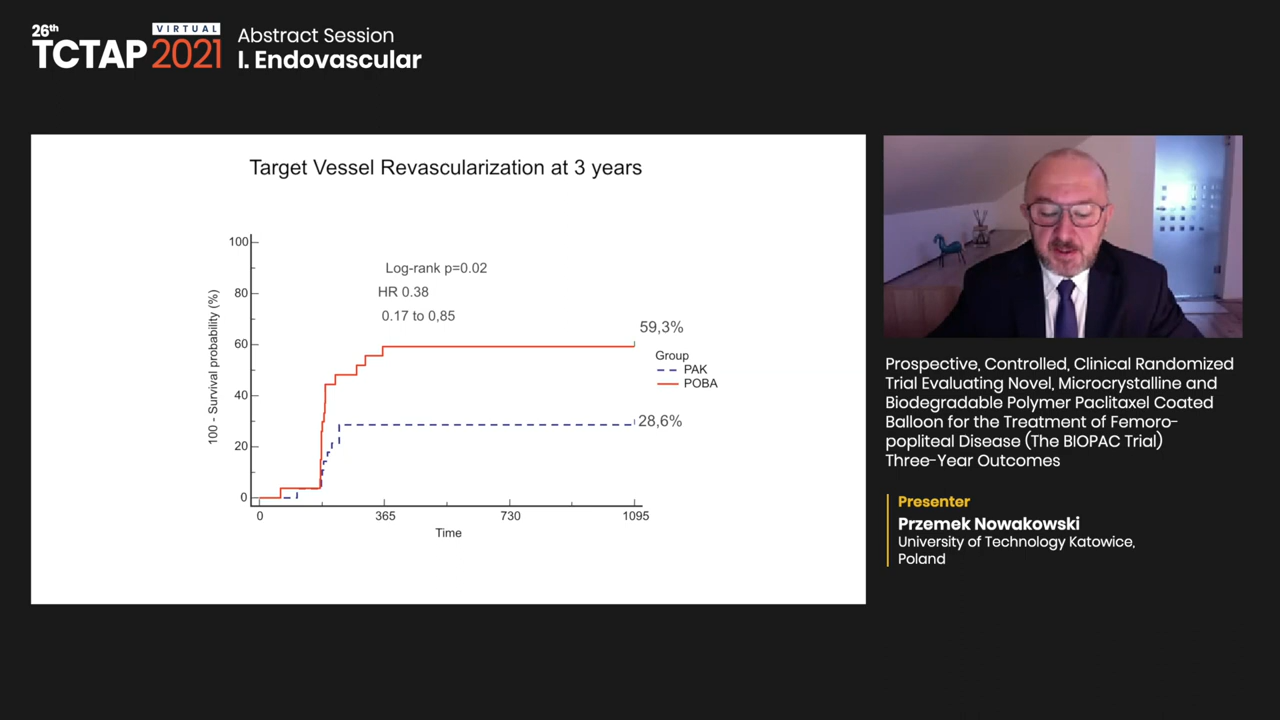 26th
VIRTUAL
TCTAP 2021
Abstract Session
I. Endovascular
Target Vessel Revascularization at 3 years
100 - Survival probability (%)
100
80
60
40
20
0
Log-rank p=0.02
HR 0.38
0.17 to 0,85
59,3%
Group
PAK
POBA
28,6%
0
365
730
1095
Time
Prospective, Controlled, Clinical Randomized
Trial Evaluating Novel, Microcrystalline and
Biodegradable Polymer Paclitaxel Coated
Balloon for the Treatment of Femoro-
popliteal Disease (The BIOPAC Trial)
Three-Year Outcomes
Presenter
Przemek Nowakowski
University of Technology Katowice,
Poland